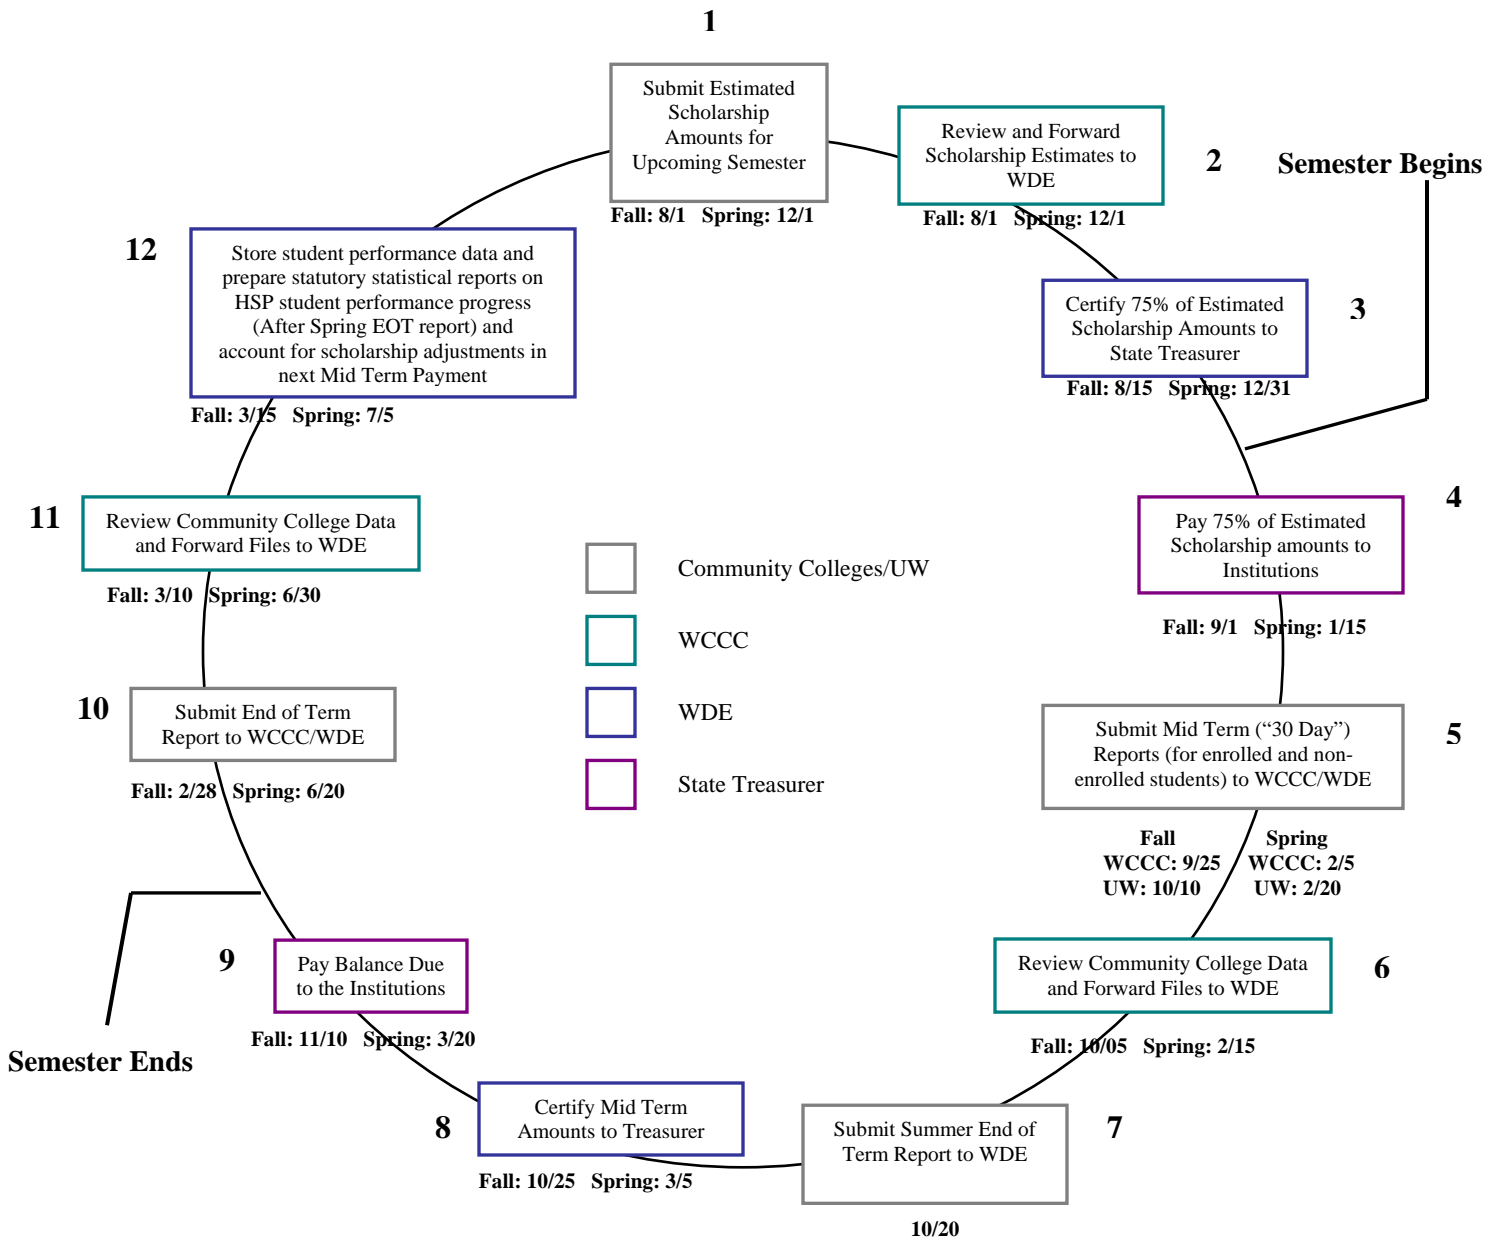 1
Submit Estimated
Scholarship
Amounts for
Upcoming Semester
Fall: 8/1 Spring: 12/1
Review and Forward
Scholarship Estimates to
WDE
2
Fall: 8/1 Spring: 12/1
Semester Begins
Certify 75% of Estimated
Scholarship Amounts to
State Treasurer
3
Fall: 8/15 Spring: 12/31
4
Pay 75% of Estimated
Scholarship amounts to
Institutions
Fall: 9/1 Spring: 1/15
Submit Mid Term (“30 Day”)
Reports (for enrolled and non-
enrolled students) to WCCC/WDE
5
Fall Spring
WCCC: 9/25 WCCC: 2/5
UW: 10/10 UW: 2/20
Review Community College Data
and Forward Files to WDE
6
Fall: 10/05 Spring: 2/15
Submit Summer End of
Term Report to WDE
7
10/20
8
Certify Mid Term
Amounts to Treasurer
Fall: 10/25 Spring: 3/5
9
Pay Balance Due
to the Institutions
Fall: 11/10 Spring: 3/20
Semester Ends
10
Submit End of Term
Report to WCCC/WDE
Fall: 2/28 Spring: 6/20
11
Review Community College Data
and Forward Files to WDE
Fall: 3/10 Spring: 6/30
12
Store student performance data and
prepare statutory statistical reports on
HSP student performance progress
(After Spring EOT report) and
account for scholarship adjustments in
next Mid Term Payment
Fall: 3/15 Spring: 7/5
Community Colleges/UW
WCCC
WDE
State Treasurer